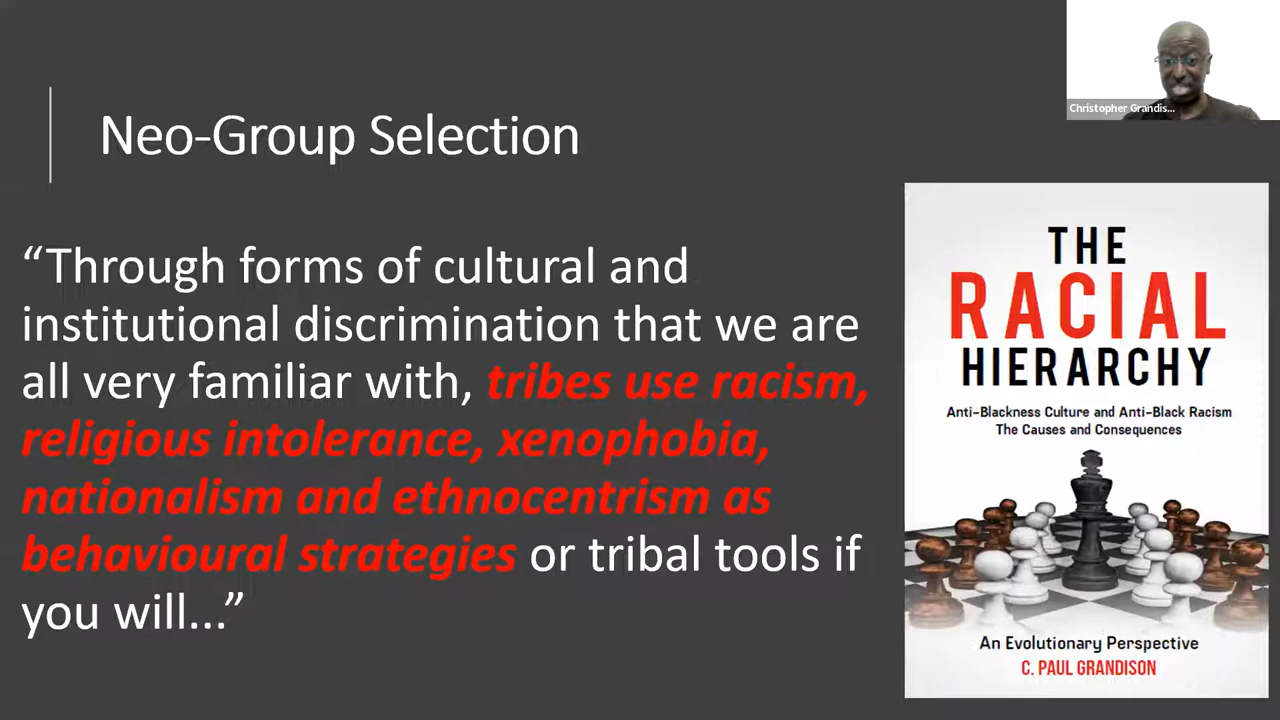 Christopher Grandis...
Neo-Group Selection
“Through forms of cultural and
institutional discrimination that we are
all very familiar with, tribes use racism,
religious intolerance, xenophobia,
nationalism and ethnocentrism as
behavioural strategies or tribal tools if
you will...”
THE
RACIAL
HIERARCHY
Anti-Blackness Culture and Anti-Black Racism
The Causes and Consequences
An Evolutionary Perspective
C. PAUL GRANDISON